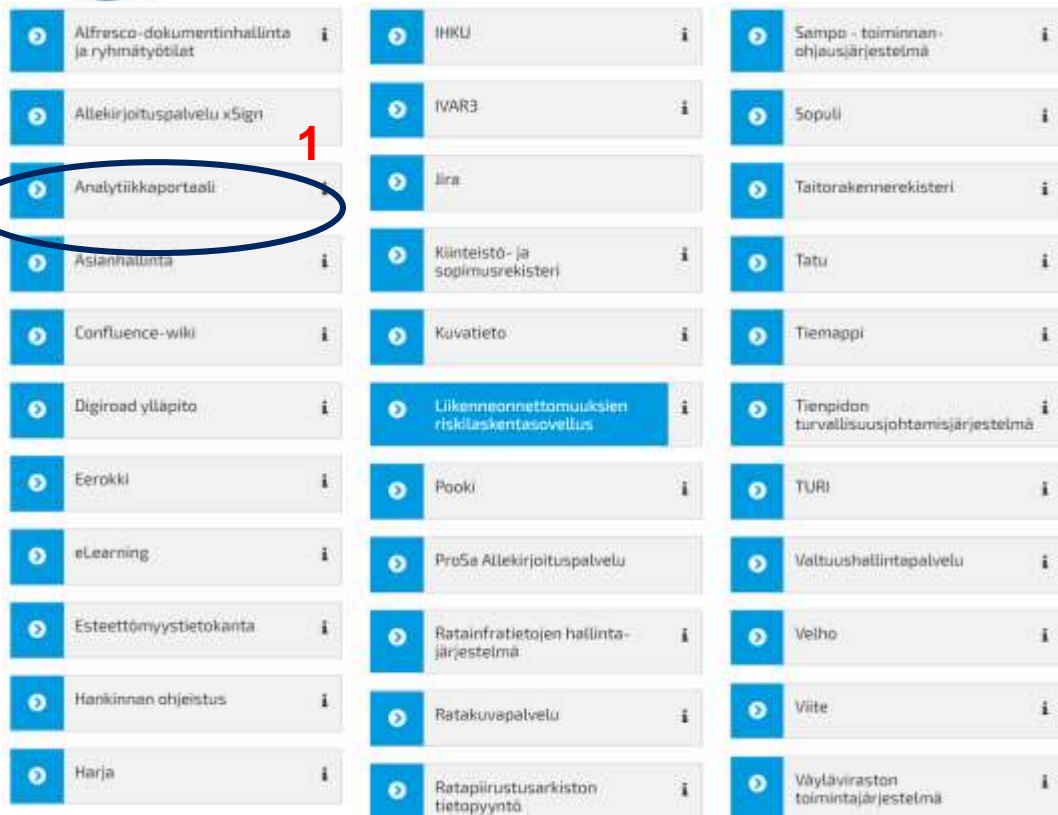 Alfresco-dokumentinhallinta
ja ryhmätyötilat
Allekirjoituspalvelu xSign
1
Analytiikkaportaali
Asianhallinta
Confluence-wiki
Digiroad ylläpito
Eerokki
eLearning
Esteettömyystietokanta
Hankinnan ohjeistus
Harja
IHKU
IVAR3
Jira
Kiinteistö- ja
sopimusrekisteri
Kuvatieto
Liikenneonnettomuuksien
riskilaskentasovellus
Pooki
ProSa Allekirjoituspalvelu
Ratainfratietojen hallinta-
järjestelmä
Ratakuvapalvelu
Ratapiirustusarkiston
tietopyyntö
Sampo - toiminnan-
ohjausjärjestelmä
Sopuli
Taitorakennerekisteri
Tatu
Tiemappi
Tienpidon
turvallisuusjohtamisjärjestelmä
TURI
Valtuushallintapalvelu
Velho
Viite
Väyläviraston
toimintajärjestelmä